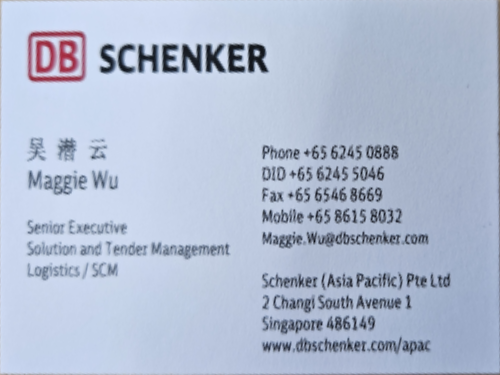 DB SCHENKER
吴 潜 云
Maggie Wu
Senior Executive
Solution and Tender Management
Logistics / SCM
Phone +65 6245 0888
DID +65 6245 5046
Fax +65 6546 8669
Mobile +65 8615 8032
Maggie.Wu@dbschenker.com
Schenker (Asia Pacific) Pte Ltd
2 Changi South Avenue 1
Singapore 486149
www.dbschenker.com/apac